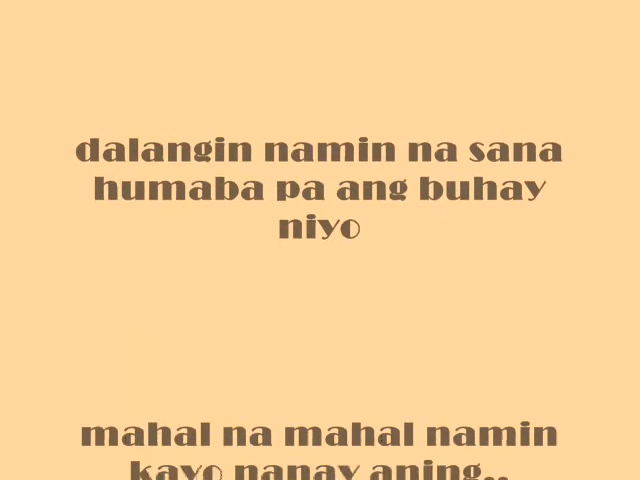 dalangin namin na sana
humaba pa ang buhay
niyo
mahal na mahal namin
kayo nanay aning..